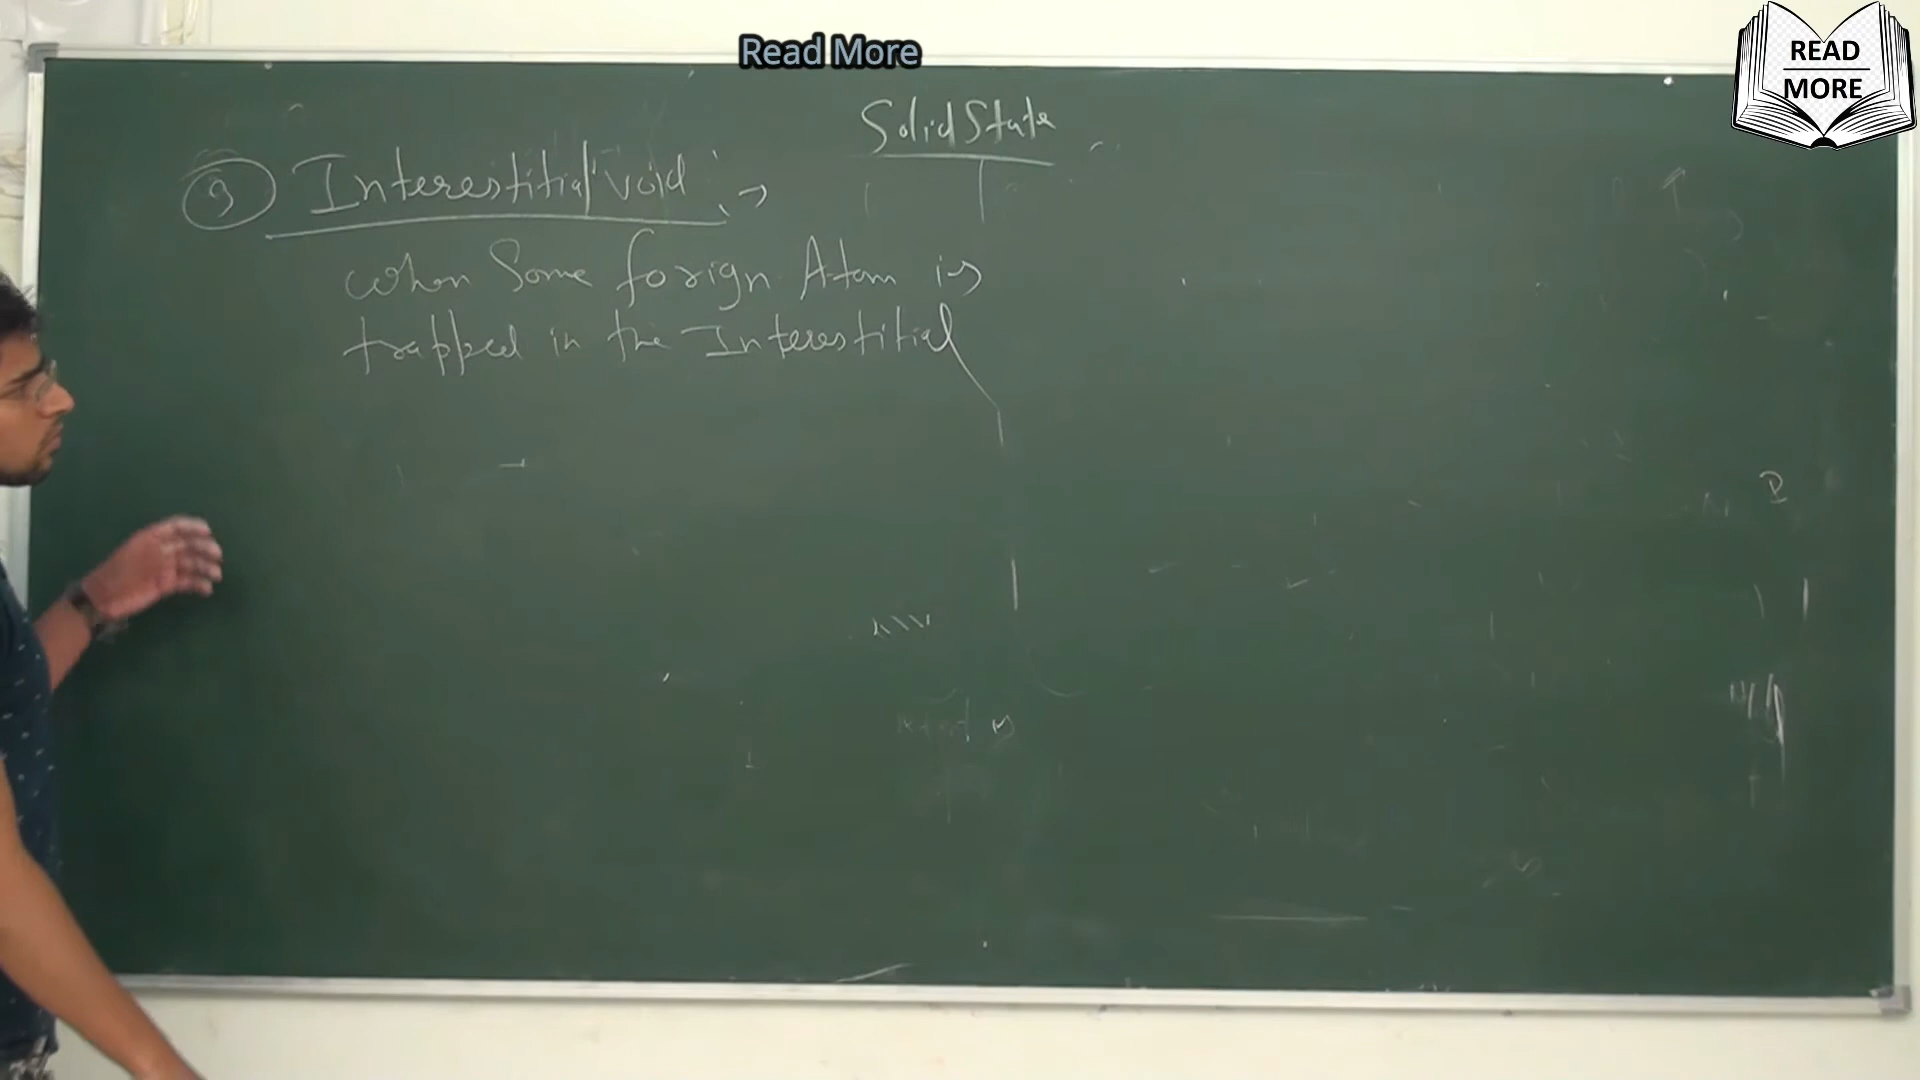 Read More
READ
MORE
Solid State
③ Interestitial void :→
when Some forign Atom is
trapped in the Interestitial
P